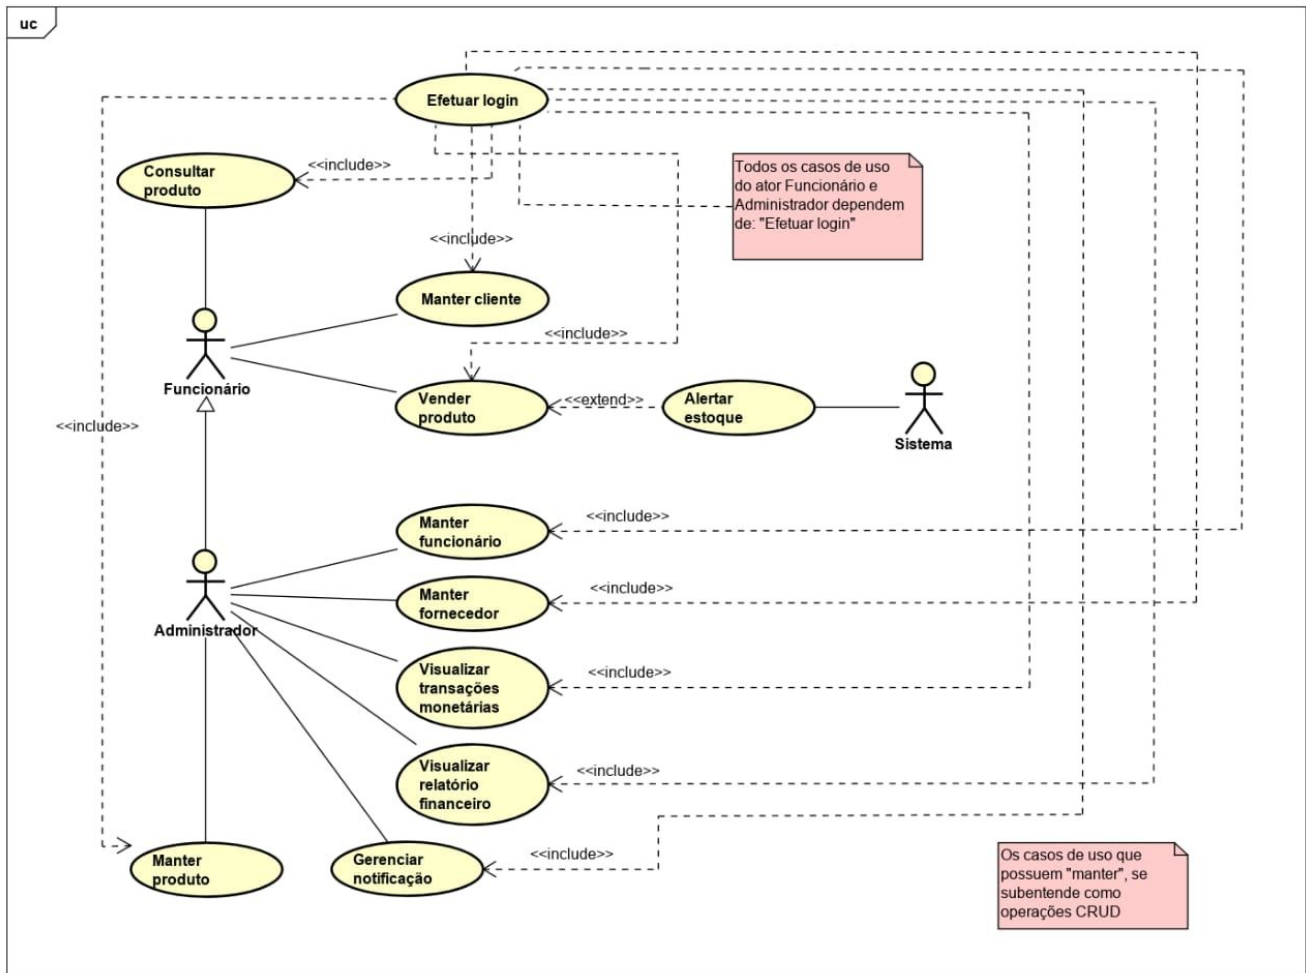 uc
Efetuar login
Consultar
produto
<<include>>
Todos os casos de uso
do ator Funcionário e
Administrador dependem
de: "Efetuar login"
<<include>>
Manter cliente
<<include>>
Funcionário
Vender
produto
<<extend>>
Alertar
estoque
Sistema
<<include>>
Manter
funcionário
<<include>>
Manter
fornecedor
<<include>>
Administrador
Visualizar
transações
monetárias
<<include>>
Visualizar
relatório
financeiro
<<include>>
Manter
produto
Gerenciar
notificação
<<include>>
Os casos de uso que
possuem "manter", se
subentende como
operações CRUD